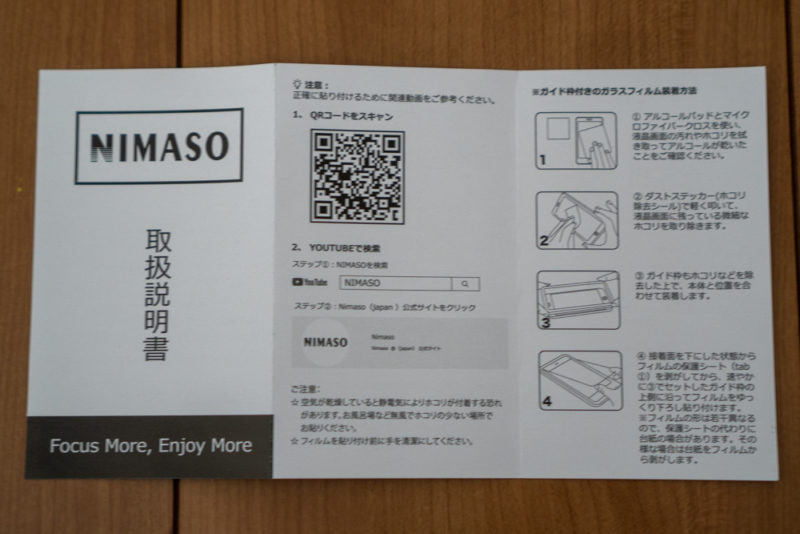 NIMASO
取扱説明書
Focus More, Enjoy More
注意:
正確に貼り付けるために関連動画をご参考ください。
1、 QRコードをスキャン
2、 YOUTUBEで検索
ステップ①:NIMASOを検索
YouTube
NIMASO
ステップ②:Nimaso(japan)公式サイトをクリック
NIMASO
Nimaso
Nimaso (japan) 公式サイト
ご注意:
☆ 空気が乾燥していると静電気によりホコリが付着する恐れ
があります。お風呂場など無風でホコリの少ない場所で
お貼りください。
☆ フィルムを貼り付け前に手を清潔にしてください。
※ガイド枠付きのガラスフィルム装着方法
1
① アルコールパッドとマイク
ロファイバークロスを使い、
液晶画面の汚れやホコリを拭
き取ってアルコールが乾いた
ことをご確認ください。
2
② ダストステッカー(ホコリ
除去シール)で軽く叩いて、
液晶画面に残っている微細な
ホコリを取り除きます。
3
③ ガイド枠もホコリなどを除
去した上で、本体と位置を合
わせて装着します。
4
④ 接着面を下にした状態から
フィルムの保護シート(tab
①)を剥がしてから、速やか
に③でセットしたガイド枠の
上側に沿ってフィルムをゆっ
くり下ろし貼り付けます。
※フィルムの形は若干異なる
ので、保護シートの代わりに
台紙の場合があります。その
様な場合は台紙をフィルムか
ら剥がします。